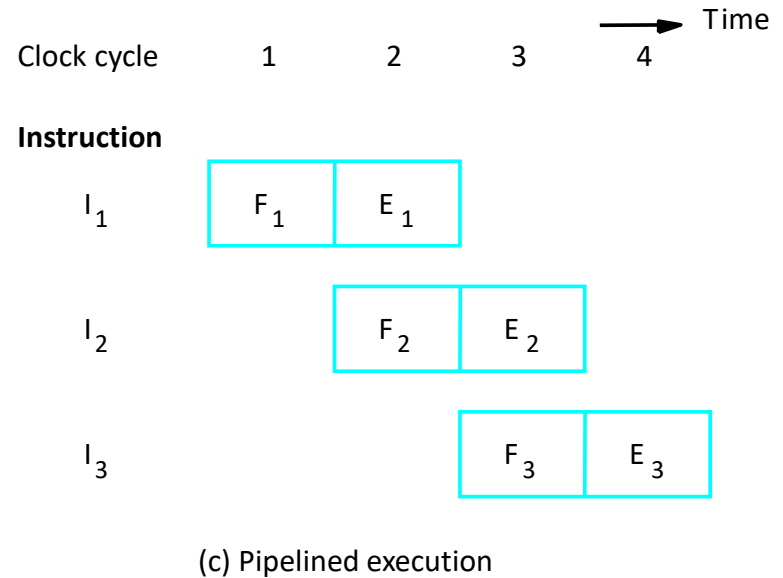 Time
Clock cycle 1 2 3 4
Instruction
I1 F1 E1
I2 F2 E2
I3 F3 E3
(c) Pipelined execution